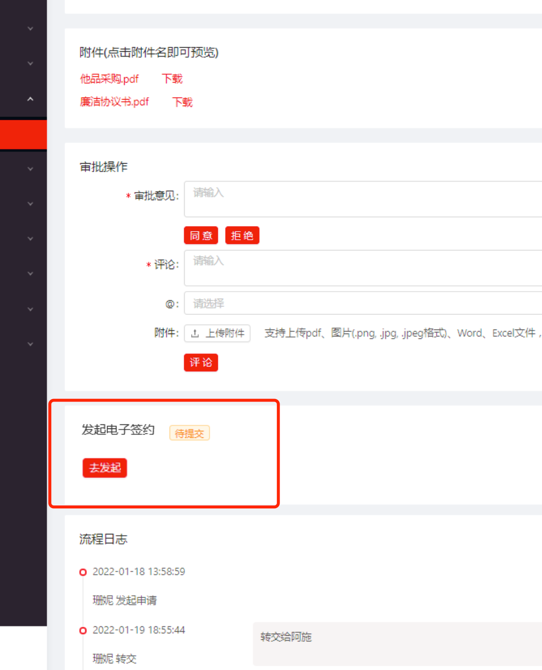 附件(点击附件名即可预览)
他品采购.pdf 下载
廉洁协议书.pdf 下载
审批操作
* 审批意见: 请输入
同意 拒绝
* 评论: 请输入
@: 请选择
附件: 上传附件 支持上传pdf、图片(.png, .jpg, .jpeg格式)、Word、Excel文件，
评论
发起电子签约 待提交
去发起
流程日志
2022-01-18 13:58:59
珊妮 发起申请
2022-01-19 18:55:44 转交给阿施
珊妮 转交